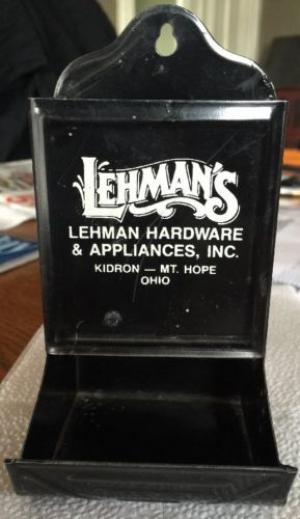 LEHMAN'S
LEHMAN HARDWARE
& APPLIANCES, INC.
KIDRON — MT. HOPE
OHIO